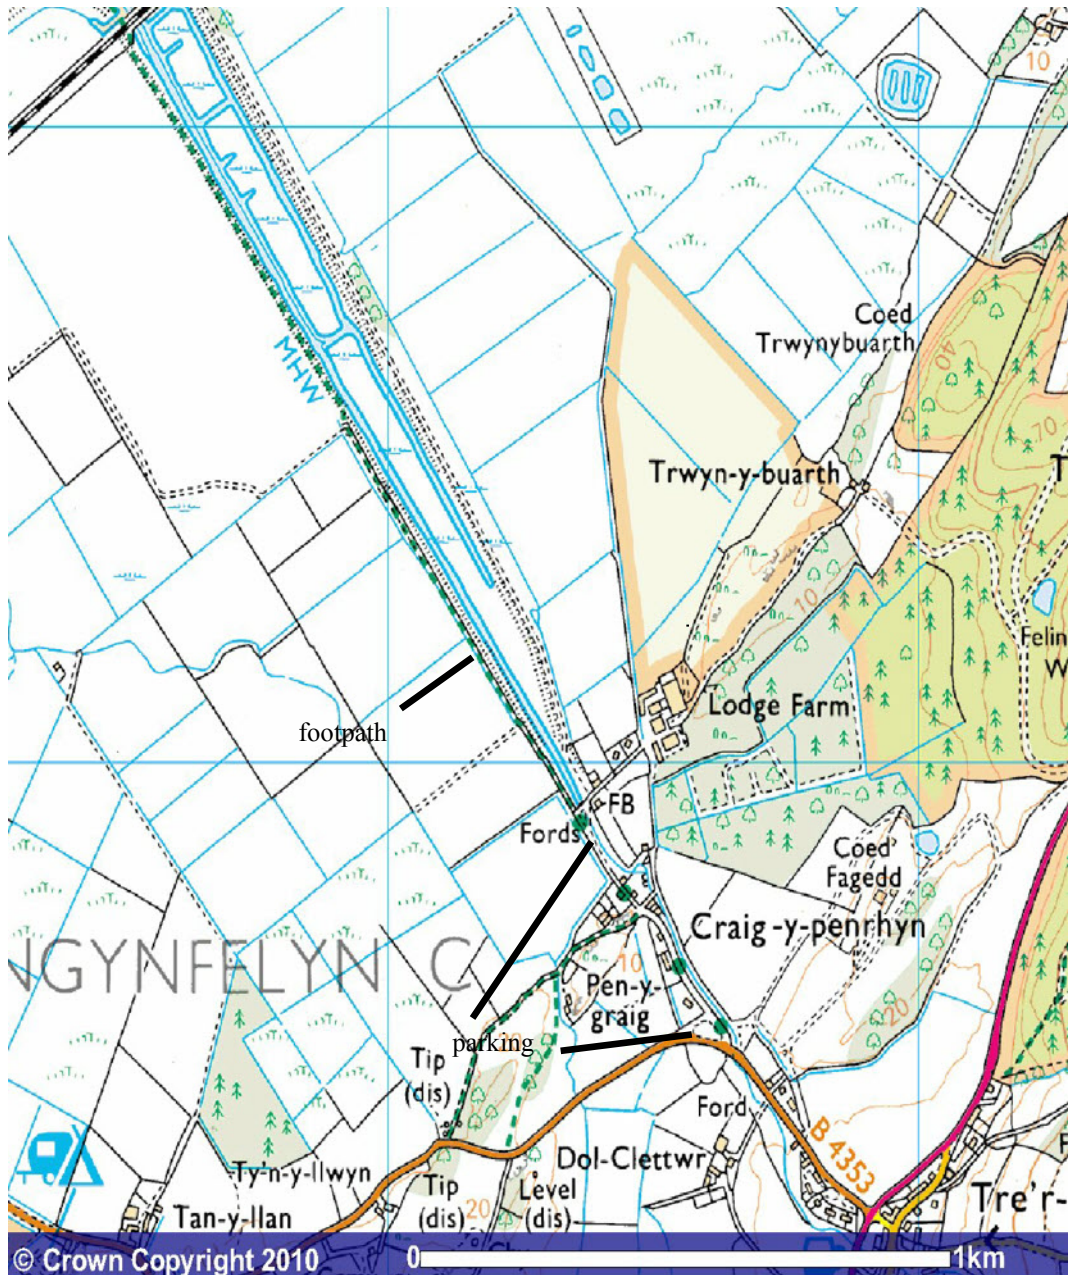 10
Coed
Trwynybuarth
40
70
MHW
Trwyn-y-buarth
T
10
Felin
W
Lodge Farm
footpath
FB
Fords
Coed
Fagedd
NGYNFELYN C
Craig-y-penrhyn
10
Pen-y-
graig
20
parking
Tip
(dis)
Ford
B 4353
Dol-Clettwr
Ty'n-y-llwyn
Tip
(dis)
20
Level
(dis)
Tan-y-llan
Tre'r-
© Crown Copyright 2010
0
1km